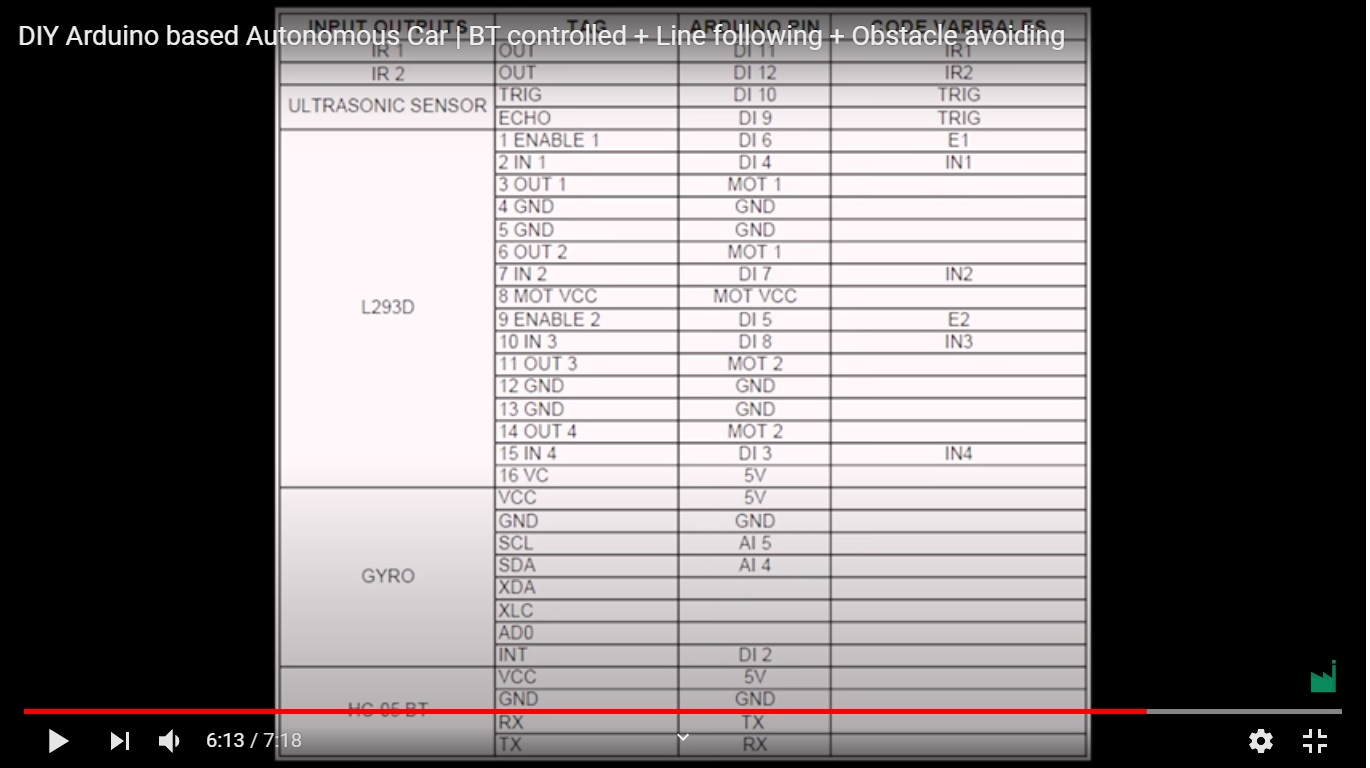 DIY Arduino based Autonomous Car | BT controlled + Line following + Obstacle avoiding
INPUT OUTPUTS TAG ARDUINO PIN CODE VARIBALES
IR 1 OUT DI 11 IR1
IR 2 OUT DI 12 IR2
ULTRASONIC SENSOR TRIG DI 10 TRIG
ECHO DI 9 TRIG
L293D 1 ENABLE 1 DI 6 E1
2 IN 1 DI 4 IN1
3 OUT 1 MOT 1
4 GND GND
5 GND GND
6 OUT 2 MOT 1
7 IN 2 DI 7 IN2
8 MOT VCC MOT VCC
9 ENABLE 2 DI 5 E2
10 IN 3 DI 8 IN3
11 OUT 3 MOT 2
12 GND GND
13 GND GND
14 OUT 4 MOT 2
15 IN 4 DI 3 IN4
16 VC 5V
GYRO VCC 5V
GND GND
SCL AI 5
SDA AI 4
XDA
XLC
AD0
INT DI 2
HC-05 BT VCC 5V
GND GND
RX TX
TX RX
6:13 / 7:18